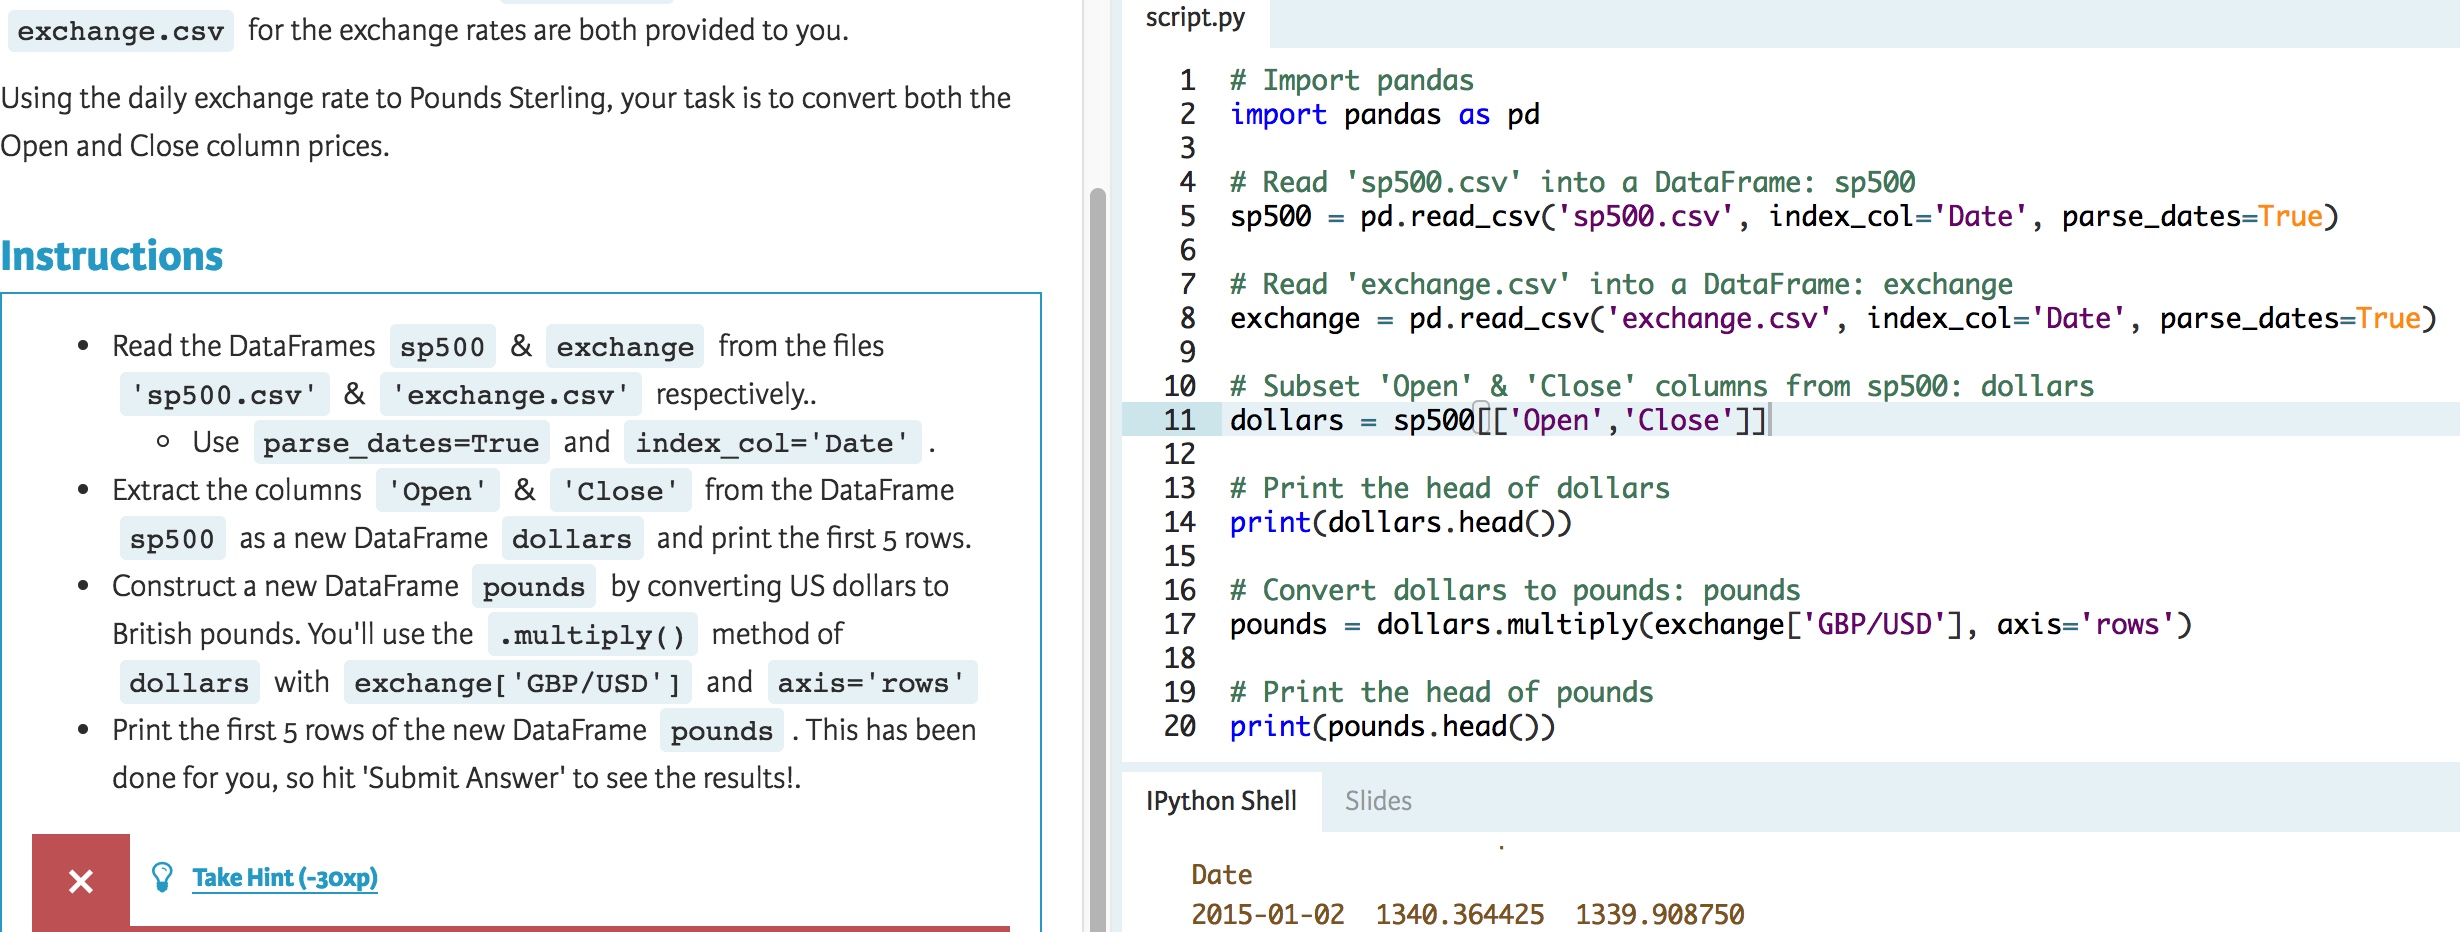 exchange.csv for the exchange rates are both provided to you.
Using the daily exchange rate to Pounds Sterling, your task is to convert both the
Open and Close column prices.
Instructions
• Read the DataFrames sp500 & exchange from the files
'sp500.csv' & 'exchange.csv' respectively..
○ Use parse_dates=True and index_col='Date' .
• Extract the columns 'Open' & 'Close' from the DataFrame
sp500 as a new DataFrame dollars and print the first 5 rows.
• Construct a new DataFrame pounds by converting US dollars to
British pounds. You'll use the .multiply() method of
dollars with exchange['GBP/USD'] and axis='rows'
• Print the first 5 rows of the new DataFrame pounds . This has been
done for you, so hit 'Submit Answer' to see the results!.
Take Hint (-30xp)
script.py
1 # Import pandas
2 import pandas as pd
3
4 # Read 'sp500.csv' into a DataFrame: sp500
5 sp500 = pd.read_csv('sp500.csv', index_col='Date', parse_dates=True)
6
7 # Read 'exchange.csv' into a DataFrame: exchange
8 exchange = pd.read_csv('exchange.csv', index_col='Date', parse_dates=True)
9
10 # Subset 'Open' & 'Close' columns from sp500: dollars
11 dollars = sp500[['Open','Close']]
12
13 # Print the head of dollars
14 print(dollars.head())
15
16 # Convert dollars to pounds: pounds
17 pounds = dollars.multiply(exchange['GBP/USD'], axis='rows')
18
19 # Print the head of pounds
20 print(pounds.head())
IPython Shell Slides
Date
2015-01-02 1340.364425 1339.908750